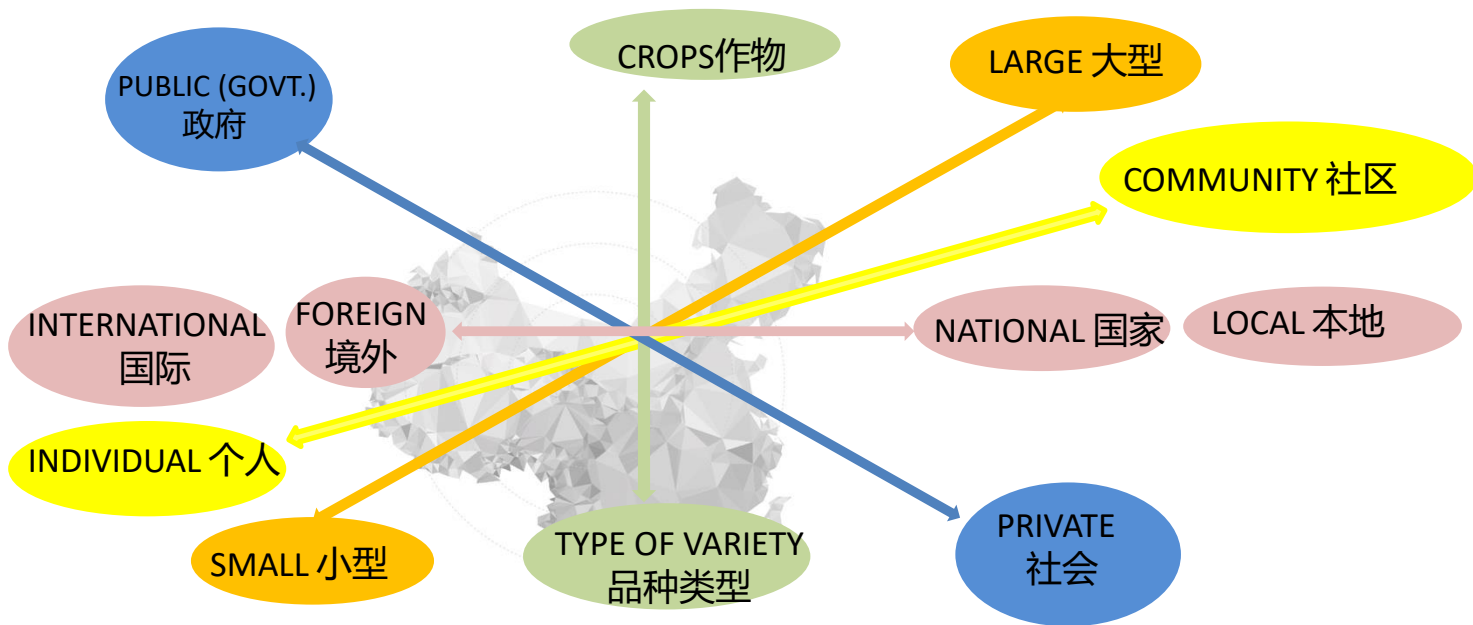 CROPS作物
LARGE 大型
PUBLIC (GOVT.)
政府
COMMUNITY 社区
INTERNATIONAL
国际
FOREIGN
境外
NATIONAL 国家
LOCAL 本地
INDIVIDUAL 个人
SMALL 小型
TYPE OF VARIETY
品种类型
PRIVATE
社会